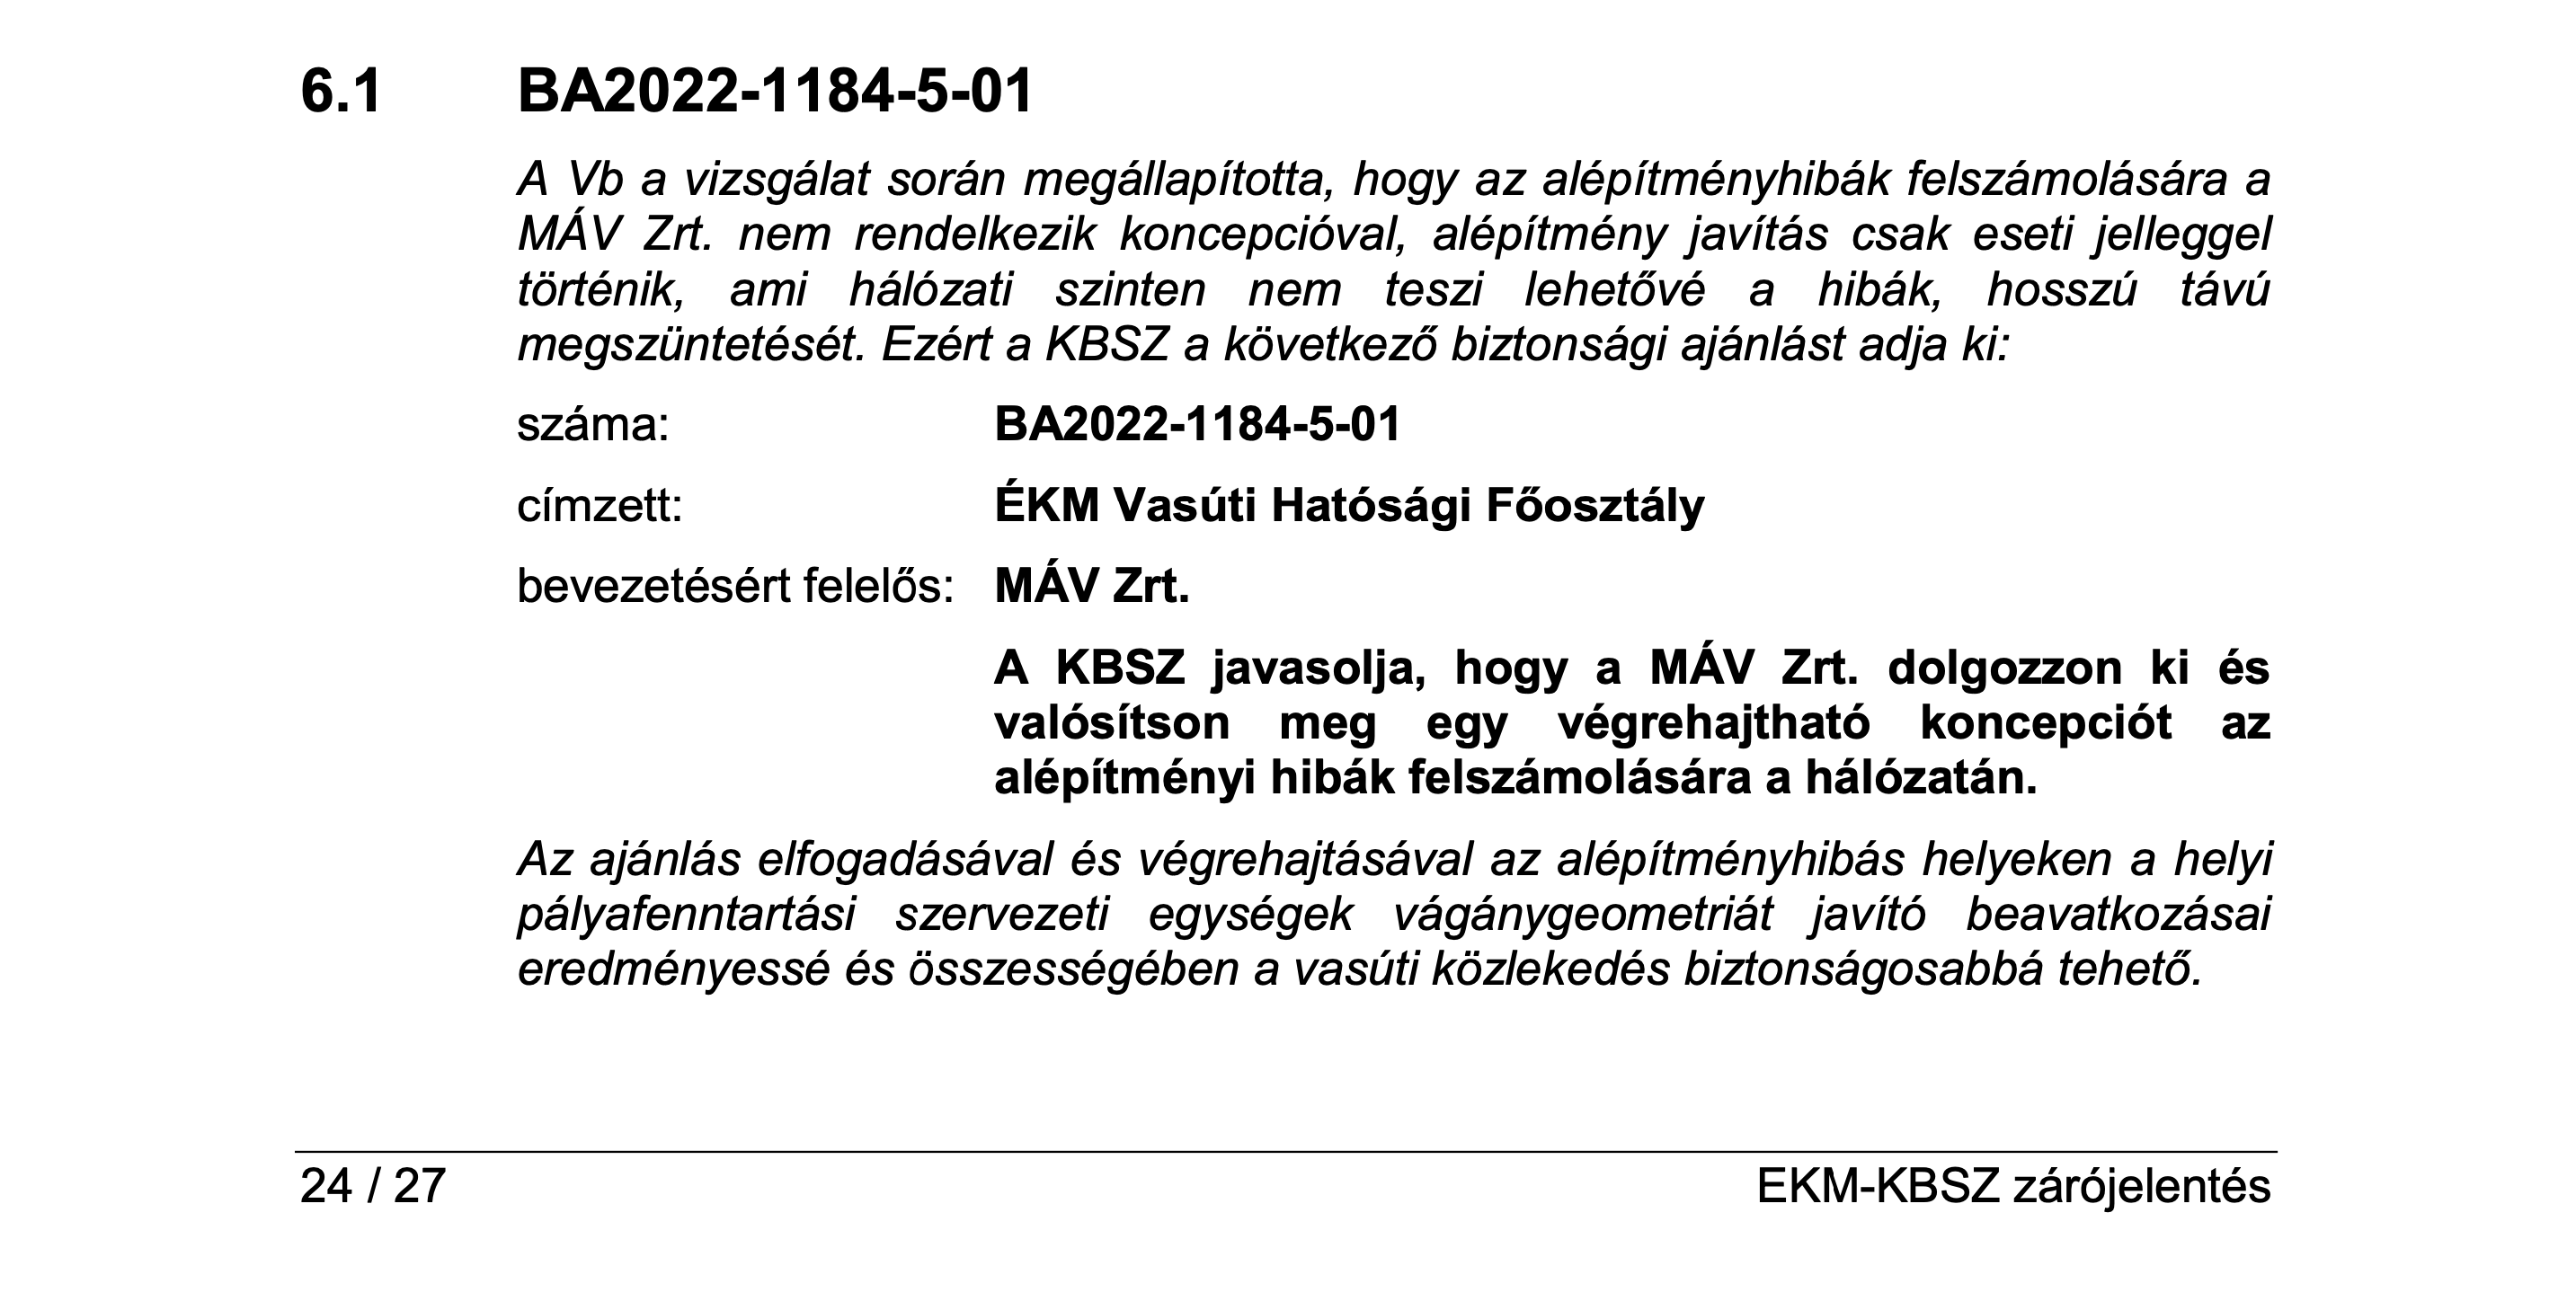 6.1 BA2022-1184-5-01
A Vb a vizsgálat során megállapította, hogy az alépítményhibák felszámolására a
MÁV Zrt. nem rendelkezik koncepcióval, alépítmény javítás csak eseti jelleggel
történik, ami hálózati szinten nem teszi lehetővé a hibák, hosszú távú
megszüntetését. Ezért a KBSZ a következő biztonsági ajánlást adja ki:
száma: BA2022-1184-5-01
címzett: ÉKM Vasúti Hatósági Főosztály
bevezetésért felelős: MÁV Zrt.
A KBSZ javasolja, hogy a MÁV Zrt. dolgozzon ki és
valósítson meg egy végrehajtható koncepciót az
alépítményi hibák felszámolására a hálózatán.
Az ajánlás elfogadásával és végrehajtásával az alépítményhibás helyeken a helyi
pályafenntartási szervezeti egységek vágánygeometriát javító beavatkozásai
eredményessé és összességében a vasúti közlekedés biztonságosabbá tehető.
24 / 27 EKM-KBSZ zárójelentés